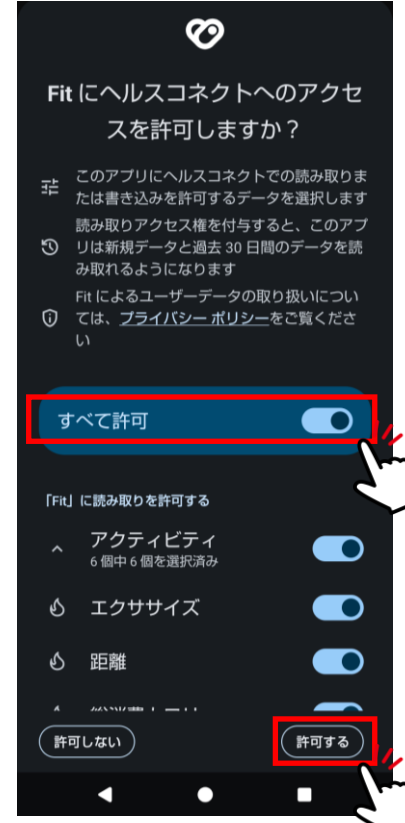 Fit にヘルスコネクトへのアクセ
スを許可しますか？
このアプリにヘルスコネクトでの読み取りま
たは書き込みを許可するデータを選択します
読み取りアクセス権を付与すると、このアプ
リは新規データと過去 30 日間のデータを読
み取れるようになります
Fit によるユーザーデータの取り扱いについ
ては、プライバシー ポリシーをご覧くださ
い
すべて許可
「Fit」に読み取りを許可する
アクティビティ
6 個中 6 個を選択済み
エクササイズ
距離
許可しない
許可する